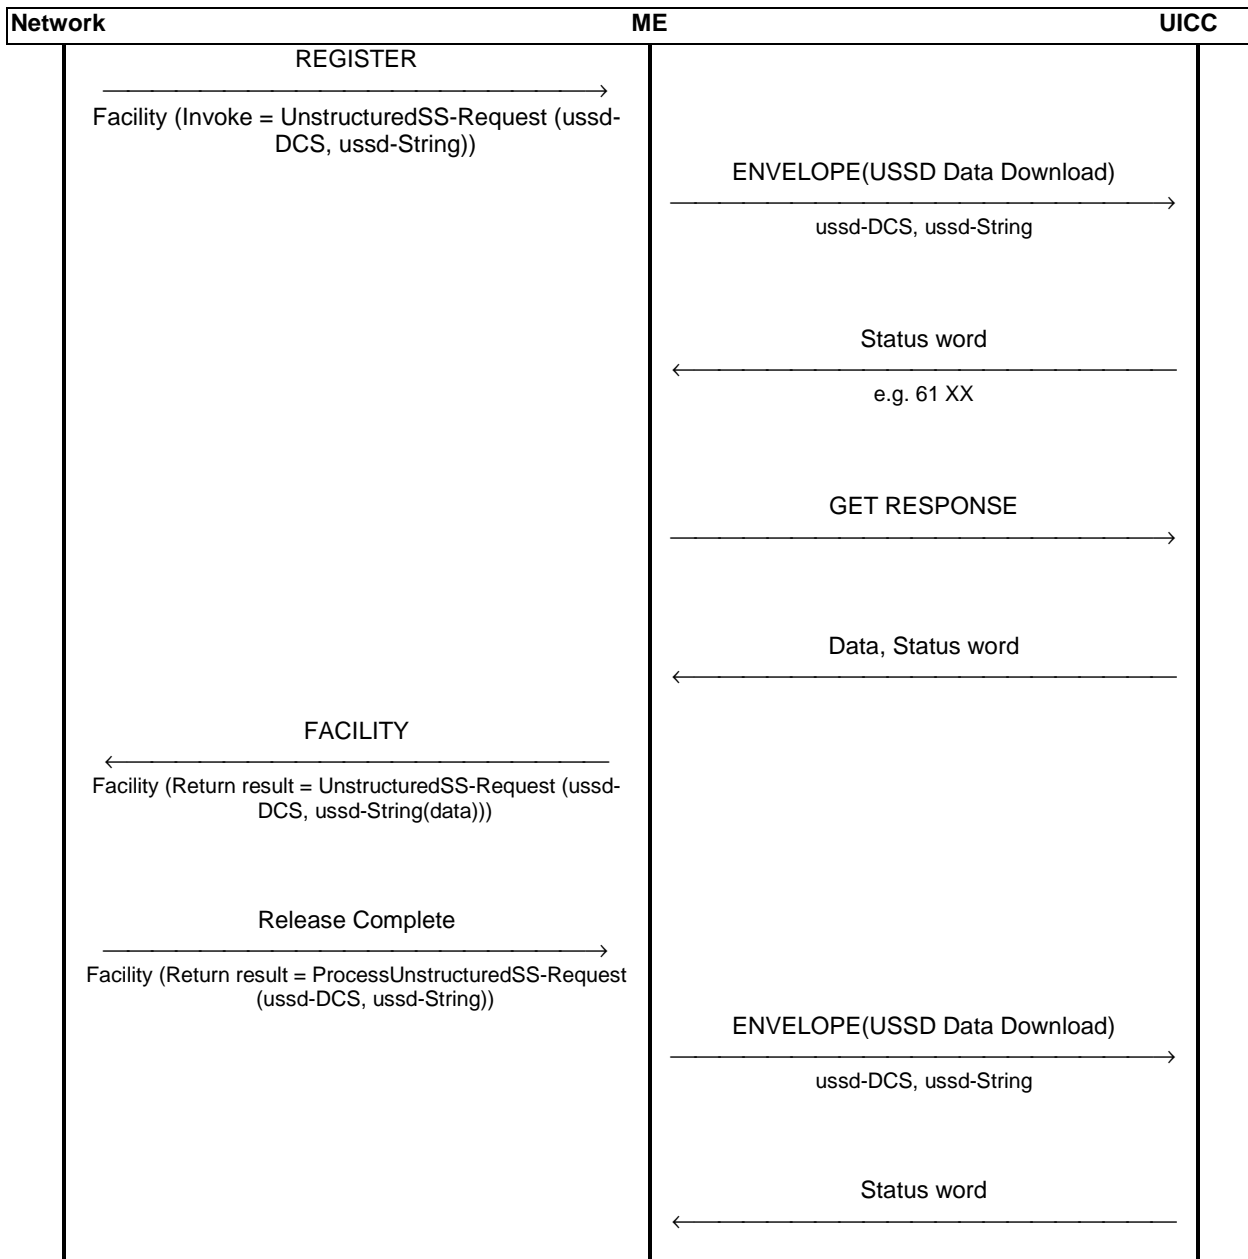 Network ME UICC
REGISTER
Facility (Invoke = UnstructuredSS-Request (ussd-
DCS, ussd-String))
ENVELOPE(USSD Data Download)
ussd-DCS, ussd-String
Status word
e.g. 61 XX
GET RESPONSE
Data, Status word
FACILITY
Facility (Return result = UnstructuredSS-Request (ussd-
DCS, ussd-String(data)))
Release Complete
Facility (Return result = ProcessUnstructuredSS-Request
(ussd-DCS, ussd-String))
ENVELOPE(USSD Data Download)
ussd-DCS, ussd-String
Status word